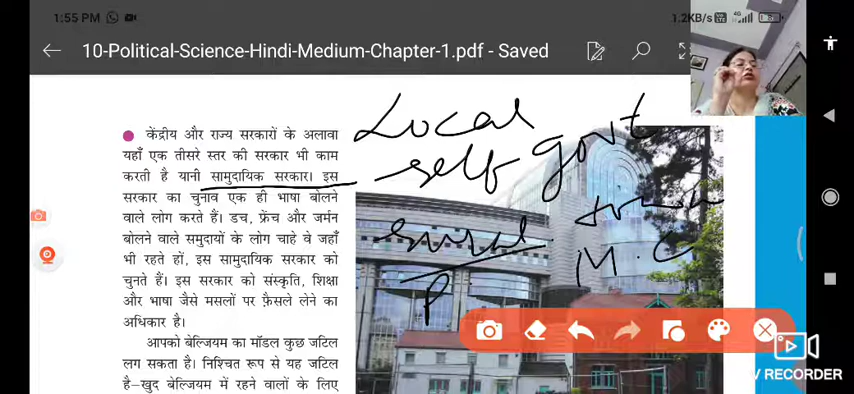 1:55 PM
1.2KB/s
4G
10-Political-Science-Hindi-Medium-Chapter-1.pdf - Saved
केंद्रीय और राज्य सरकारों के अलावा
यहाँ एक तीसरे स्तर की सरकार भी काम
करती है यानी सामुदायिक सरकार। इस
सरकार का चुनाव एक ही भाषा बोलने
वाले लोग करते हैं। डच, फ्रेंच और जर्मन
बोलने वाले समुदायों के लोग चाहे वे जहाँ
भी रहते हों, इस सामुदायिक सरकार को
चुनते हैं। इस सरकार को संस्कृति, शिक्षा
और भाषा जैसे मसलों पर फ़ैसले लेने का
अधिकार है।
आपको बेल्जियम का मॉडल कुछ जटिल
लग सकता है। निश्चित रूप से यह जटिल
है–खुद बेल्जियम में रहने वालों के लिए
Local
self govt
rural
P
M.C
V RECORDER